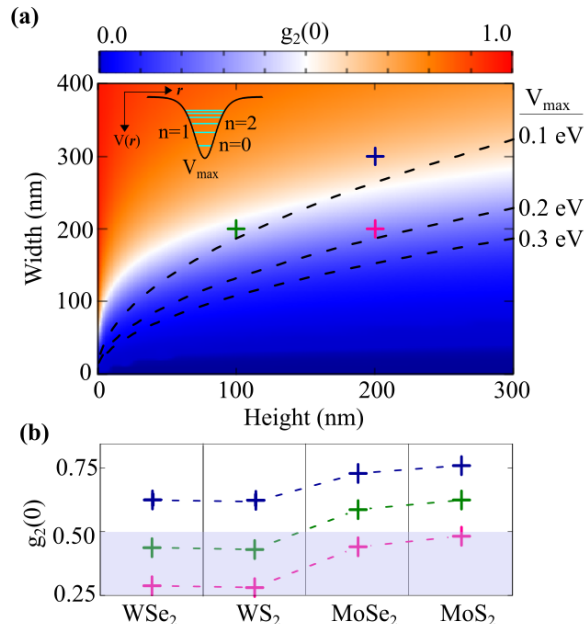 (a)
0.0 g₂(0) 1.0
400
300
200
100
0
Width (nm)
r
V(r)
n=1 n=2
n=0
Vmax
Vmax
0.1 eV
0.2 eV
0.3 eV
0 100 200 300
Height (nm)
(b)
0.75
0.50
0.25
g₂(0)
WSe₂ WS₂ MoSe₂ MoS₂